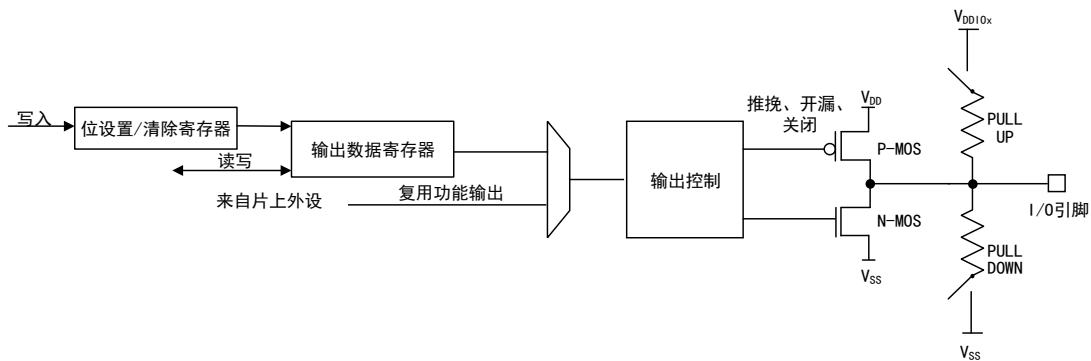 V_DDIOx
写入
位设置/清除寄存器
读写
输出数据寄存器
来自片上外设
复用功能输出
输出控制
推挽、开漏、
关闭
V_DD
P-MOS
N-MOS
V_SS
PULL
UP
I/O引脚
PULL
DOWN
V_SS